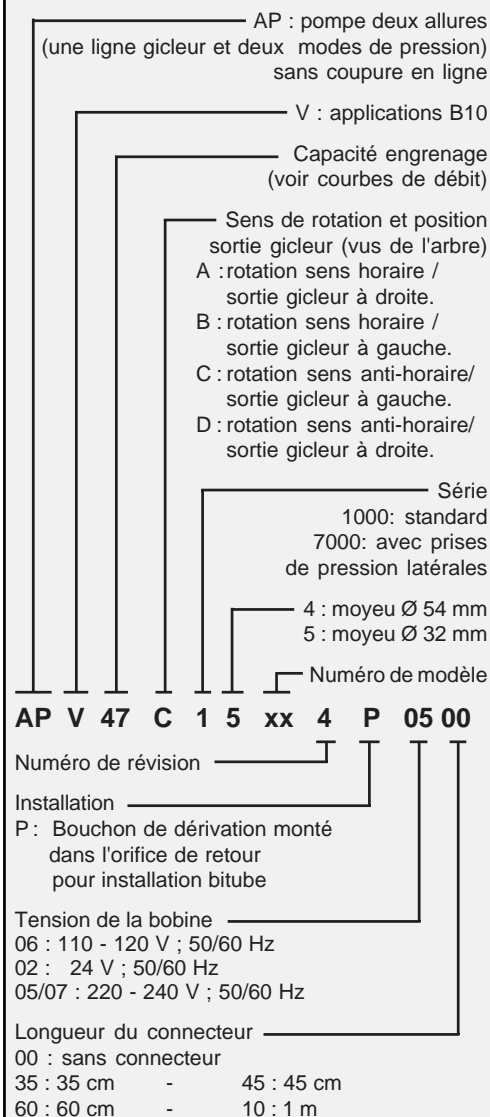 AP : pompe deux allures
(une ligne gicleur et deux modes de pression)
sans coupure en ligne
V : applications B10
Capacité engrenage
(voir courbes de débit)
Sens de rotation et position
sortie gicleur (vus de l'arbre)
A : rotation sens horaire /
sortie gicleur à droite.
B : rotation sens horaire /
sortie gicleur à gauche.
C : rotation sens anti-horaire/
sortie gicleur à gauche.
D : rotation sens anti-horaire/
sortie gicleur à droite.
Série
1000: standard
7000: avec prises
de pression latérales
4 : moyeu Ø 54 mm
5 : moyeu Ø 32 mm
Numéro de modèle
AP V 47 C 1 5 xx 4 P 05 00
Numéro de révision
Installation
P : Bouchon de dérivation monté
dans l'orifice de retour
pour installation bitube
Tension de la bobine
06 : 110 - 120 V ; 50/60 Hz
02 : 24 V ; 50/60 Hz
05/07 : 220 - 240 V ; 50/60 Hz
Longueur du connecteur
00 : sans connecteur
35 : 35 cm - 45 : 45 cm
60 : 60 cm - 10 : 1 m